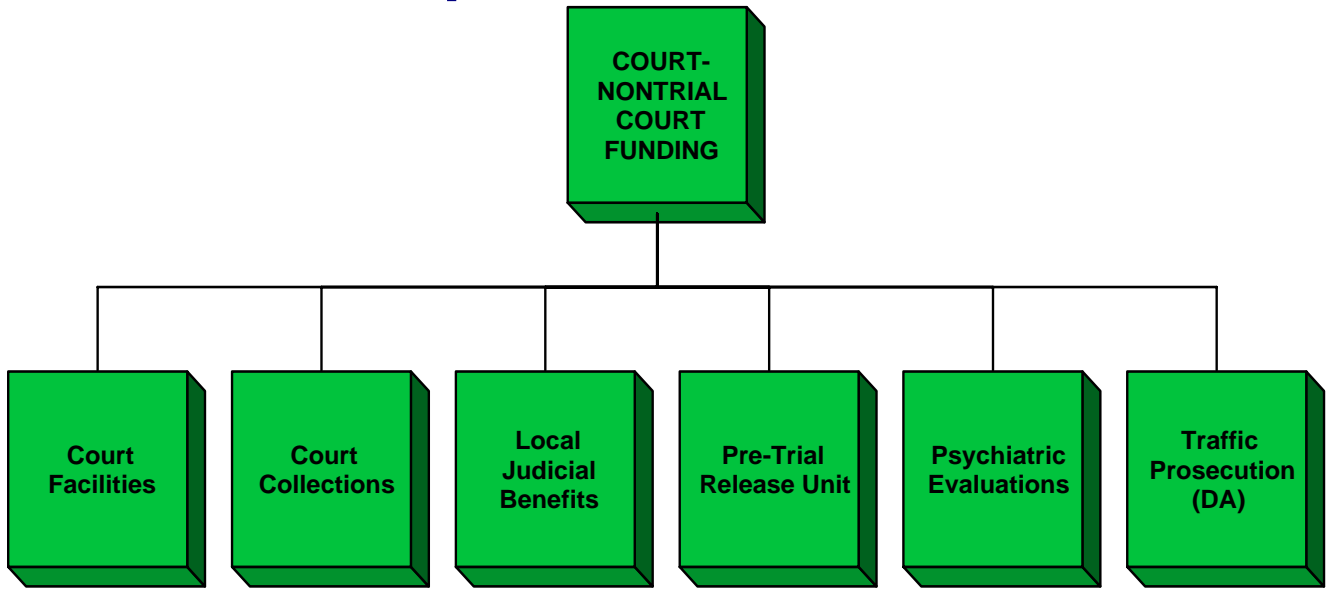 COURT-
NONTRIAL
COURT
FUNDING
Court
Facilities
Court
Collections
Local
Judicial
Benefits
Pre-Trial
Release Unit
Psychiatric
Evaluations
Traffic
Prosecution
(DA)